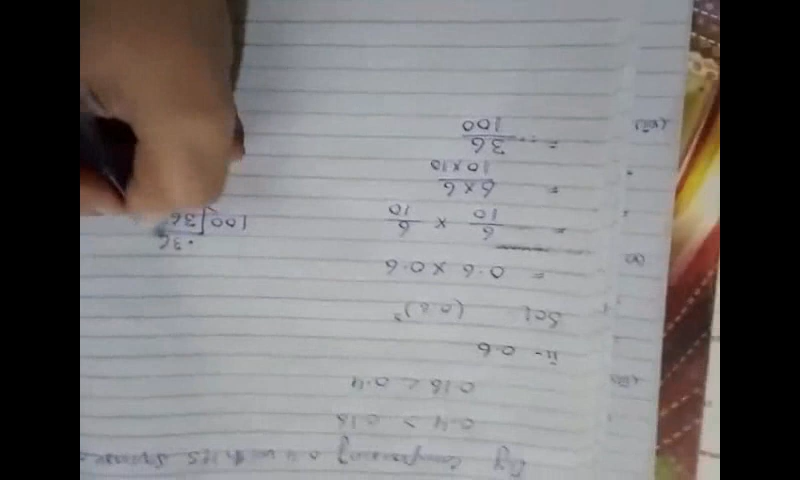 By comparing 0.4 with its square
0.4 > 0.16
0.16 < 0.4
ii- 0.6
Sol (0.6)²
= 0.6 × 0.6
= 6/10 × 6/10
= 6×6/10×10
= 36/100
.36
100√36